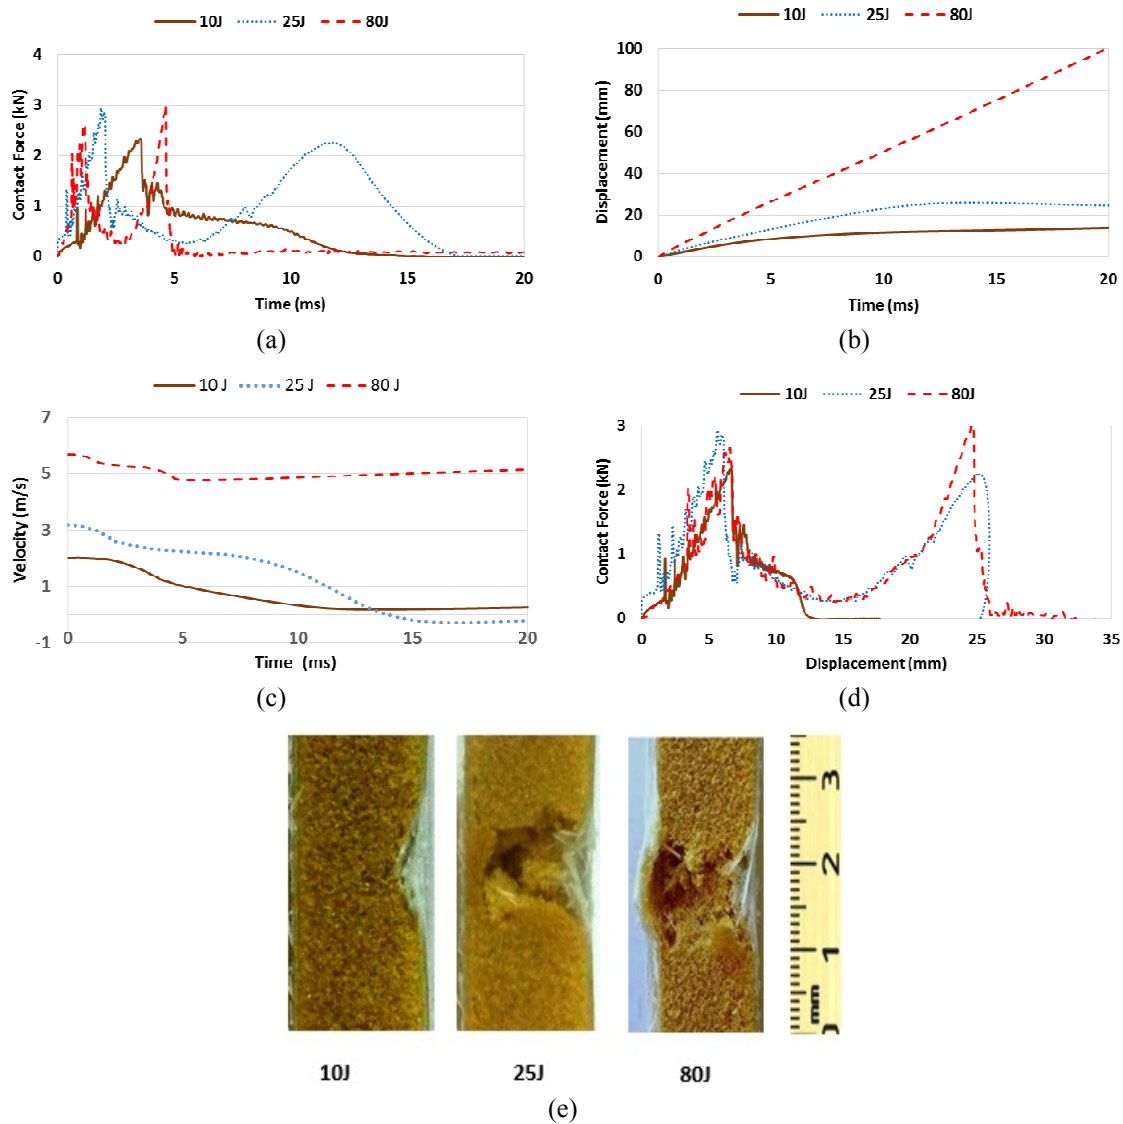 10J 25J 80J
4
3
2
1
0
Contact Force (kN)
0 5 10 15 20
Time (ms)
(a)
10J 25J 80J
100
80
60
40
20
0
Displacement (mm)
0 5 10 15 20
Time (ms)
(b)
10 J 25 J 80 J
7
5
3
1
-1
Velocity (m/s)
0 5 10 15 20
Time (ms)
(c)
10J 25J 80J
3
2
1
0
Contact Force (kN)
0 5 10 15 20 25 30 35
Displacement (mm)
(d)
3
2
1
0
mm
10J 25J 80J
(e)